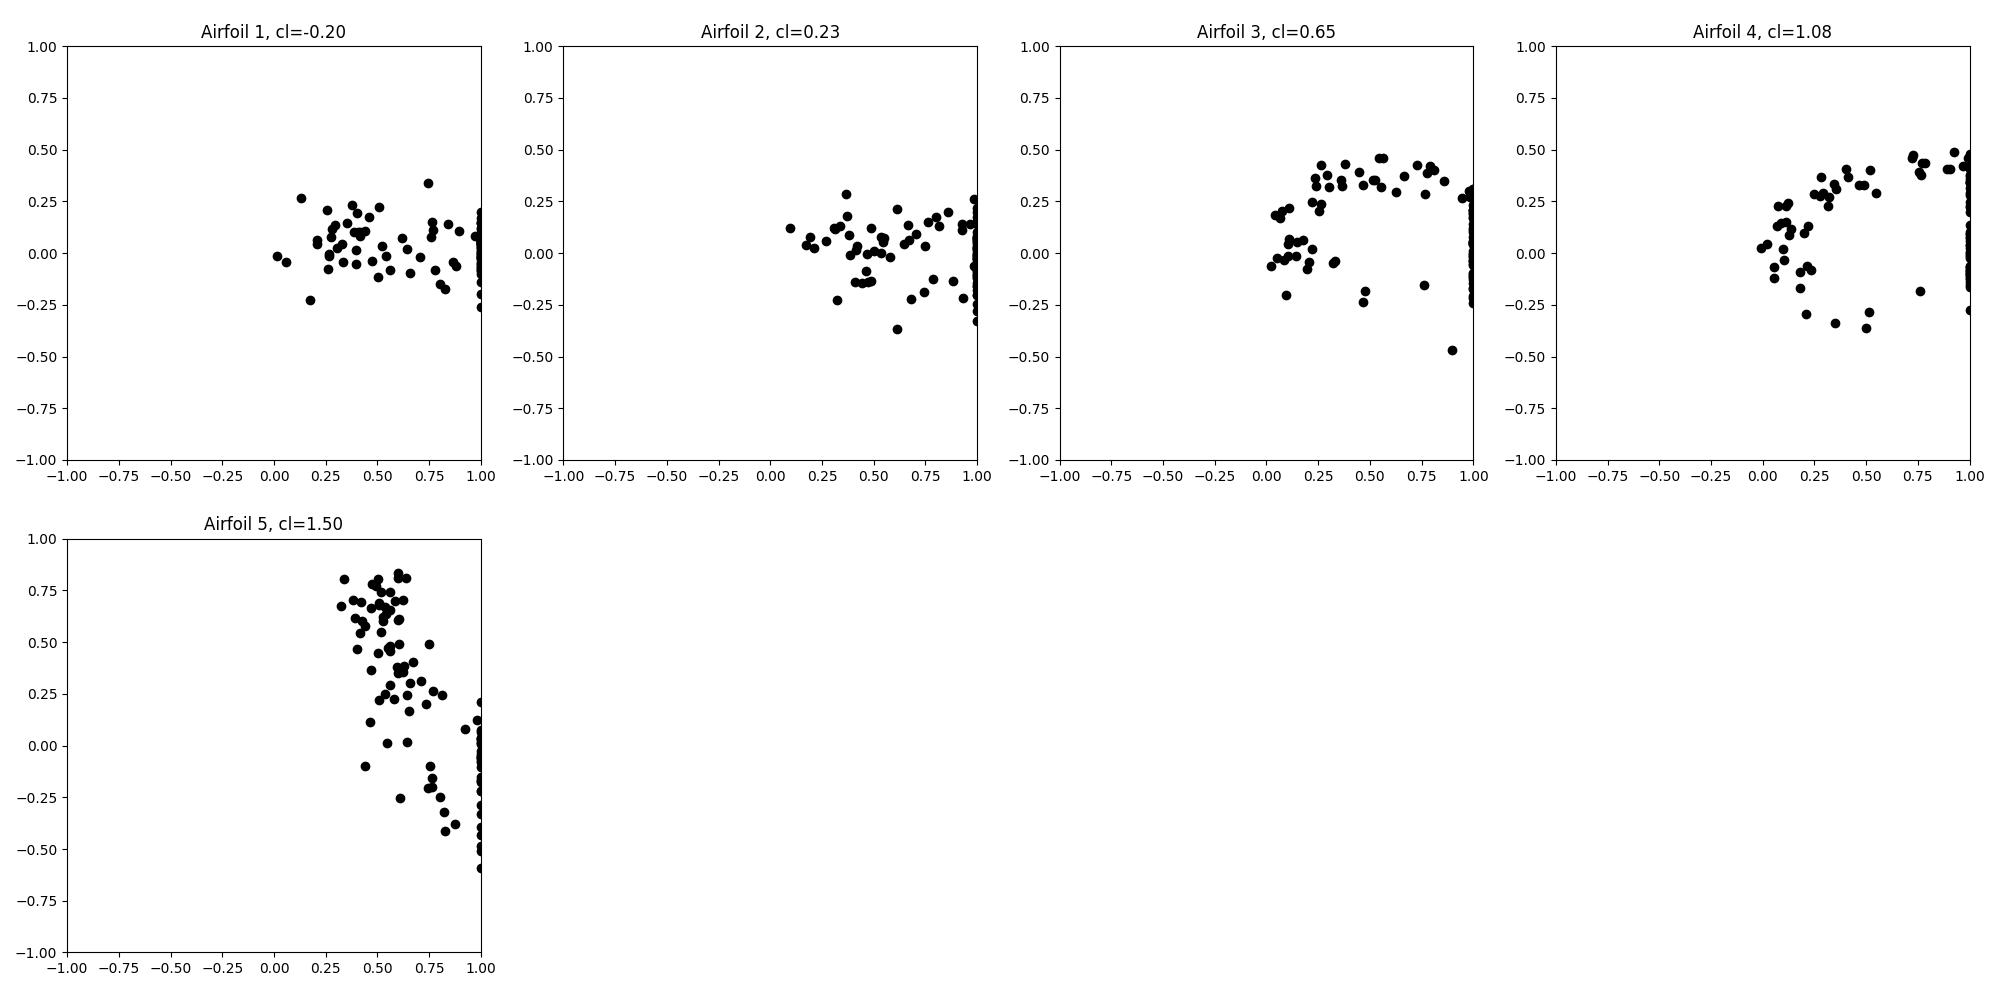 Airfoil 1, cl=-0.20
Airfoil 2, cl=0.23
Airfoil 3, cl=0.65
Airfoil 4, cl=1.08
1.00 1.00 1.00 1.00
0.75 0.75 0.75 0.75
0.50 0.50 0.50 0.50
0.25 0.25 0.25 0.25
0.00 0.00 0.00 0.00
−0.25 −0.25 −0.25 −0.25
−0.50 −0.50 −0.50 −0.50
−0.75 −0.75 −0.75 −0.75
−1.00 −1.00 −1.00 −1.00
−1.00 −0.75 −0.50 −0.25 0.00 0.25 0.50 0.75 1.00
−1.00 −0.75 −0.50 −0.25 0.00 0.25 0.50 0.75 1.00
−1.00 −0.75 −0.50 −0.25 0.00 0.25 0.50 0.75 1.00
−1.00 −0.75 −0.50 −0.25 0.00 0.25 0.50 0.75 1.00
Airfoil 5, cl=1.50
1.00
0.75
0.50
0.25
0.00
−0.25
−0.50
−0.75
−1.00
−1.00 −0.75 −0.50 −0.25 0.00 0.25 0.50 0.75 1.00